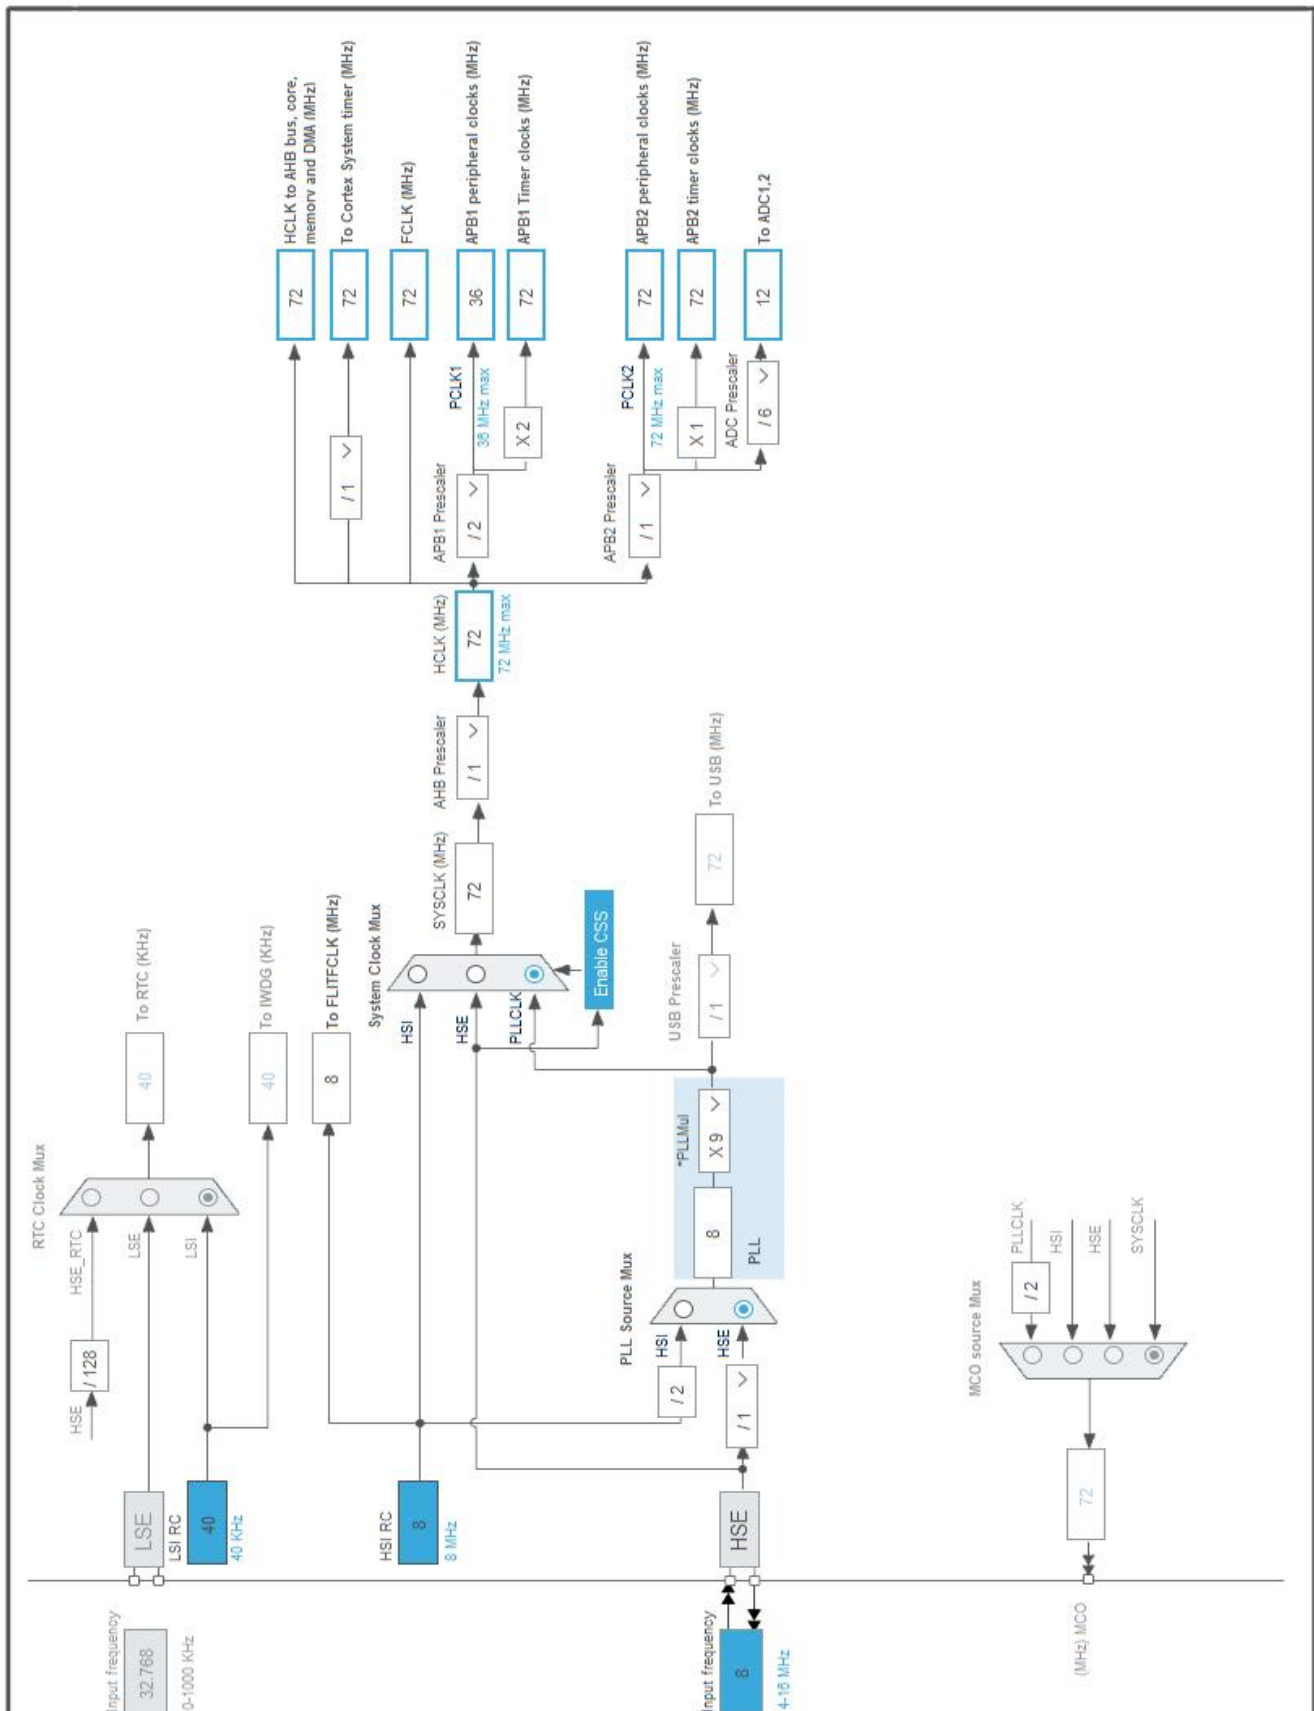 RTC Clock Mux
HSE
/ 128
HSE_RTC
LSE
LSI
40
To RTC (KHz)
Input frequency
32.768
0-1000 KHz
LSE
LSI RC
40
40 KHz
40
To IWDG (KHz)
8
To FLITFCLK (MHz)
HSI RC
8
8 MHz
System Clock Mux
HSI
HSE
PLLCLK
Enable CSS
SYSCLK (MHz)
72
AHB Prescaler
/ 1
HCLK (MHz)
72
72 MHz max
/ 1
72
HCLK to AHB bus, core,
memory and DMA (MHz)
72
To Cortex System timer (MHz)
72
FCLK (MHz)
APB1 Prescaler
/ 2
PCLK1
36 MHz max
36
APB1 peripheral clocks (MHz)
X 2
72
APB1 Timer clocks (MHz)
APB2 Prescaler
/ 1
PCLK2
72 MHz max
72
APB2 peripheral clocks (MHz)
X 1
72
APB2 timer clocks (MHz)
ADC Prescaler
/ 6
12
To ADC1,2
PLL Source Mux
/ 2
HSI
HSE
/ 1
Input frequency
8
4-16 MHz
HSE
8
*PLLMul
X 9
PLL
USB Prescaler
/ 1
72
To USB (MHz)
MCO source Mux
/ 2
PLLCLK
HSI
HSE
SYSCLK
72
(MHz) MCO